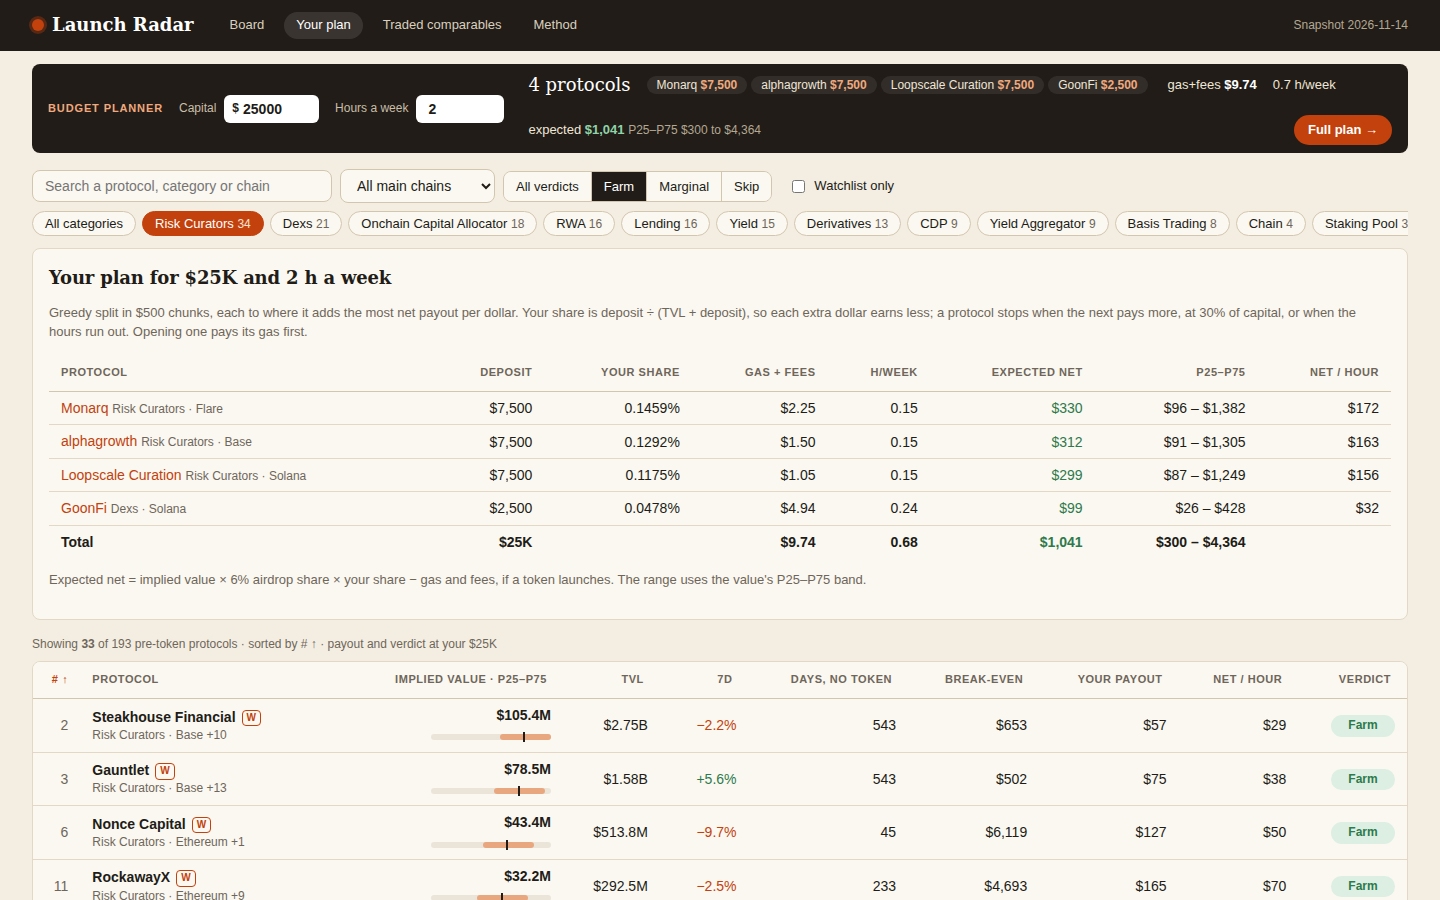 Launch Radar Board Your plan Traded comparables Method Snapshot 2026-11-14
4 protocols Monarq $7,500 alphagrowth $7,500 Loopscale Curation $7,500 GoonFi $2,500 gas+fees $9.74 0.7 h/week
BUDGET PLANNER Capital $ 25000 Hours a week 2
expected $1,041 P25–P75 $300 to $4,364 Full plan →
Search a protocol, category or chain All main chains All verdicts Farm Marginal Skip Watchlist only
All categories Risk Curators 34 Dexs 21 Onchain Capital Allocator 18 RWA 16 Lending 16 Yield 15 Derivatives 13 CDP 9 Yield Aggregator 9 Basis Trading 8 Chain 4 Staking Pool 3
Your plan for $25K and 2 h a week
Greedy split in $500 chunks, each to where it adds the most net payout per dollar. Your share is deposit ÷ (TVL + deposit), so each extra dollar earns less; a protocol stops when the next pays more, at 30% of capital, or when the
hours run out. Opening one pays its gas first.
PROTOCOL DEPOSIT YOUR SHARE GAS + FEES H/WEEK EXPECTED NET P25–P75 NET / HOUR
Monarq Risk Curators · Flare $7,500 0.1459% $2.25 0.15 $330 $96 – $1,382 $172
alphagrowth Risk Curators · Base $7,500 0.1292% $1.50 0.15 $312 $91 – $1,305 $163
Loopscale Curation Risk Curators · Solana $7,500 0.1175% $1.05 0.15 $299 $87 – $1,249 $156
GoonFi Dexs · Solana $2,500 0.0478% $4.94 0.24 $99 $26 – $428 $32
Total $25K $9.74 0.68 $1,041 $300 – $4,364
Expected net = implied value × 6% airdrop share × your share − gas and fees, if a token launches. The range uses the value's P25–P75 band.
Showing 33 of 193 pre-token protocols · sorted by # ↑ · payout and verdict at your $25K
# ↑ PROTOCOL IMPLIED VALUE · P25–P75 TVL 7D DAYS, NO TOKEN BREAK-EVEN YOUR PAYOUT NET / HOUR VERDICT
2 Steakhouse Financial W $105.4M $2.75B −2.2% 543 $653 $57 $29 Farm
Risk Curators · Base +10
3 Gauntlet W $78.5M $1.58B +5.6% 543 $502 $75 $38 Farm
Risk Curators · Base +13
6 Nonce Capital W $43.4M $513.8M −9.7% 45 $6,119 $127 $50 Farm
Risk Curators · Ethereum +1
11 RockawayX W $32.2M $292.5M −2.5% 233 $4,693 $165 $70 Farm
Risk Curators · Ethereum +9